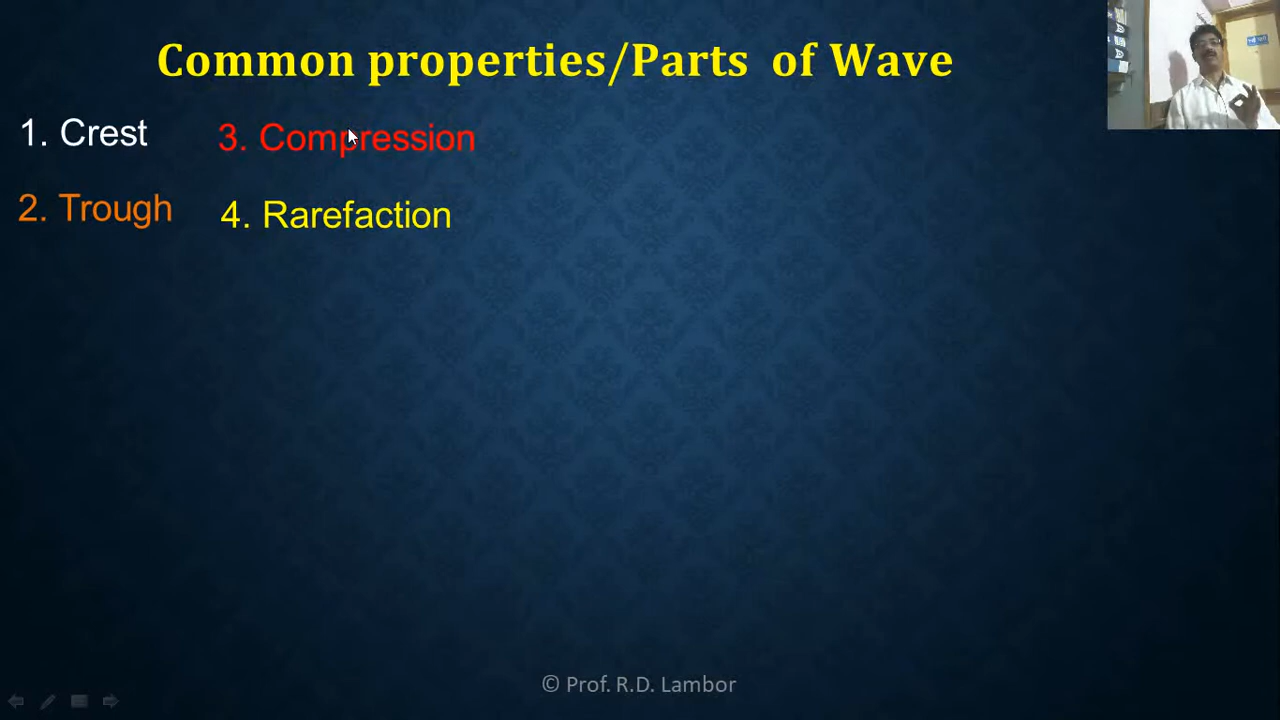 Common properties/Parts of Wave
1. Crest
2. Trough
3. Compression
4. Rarefaction
© Prof. R.D. Lambor